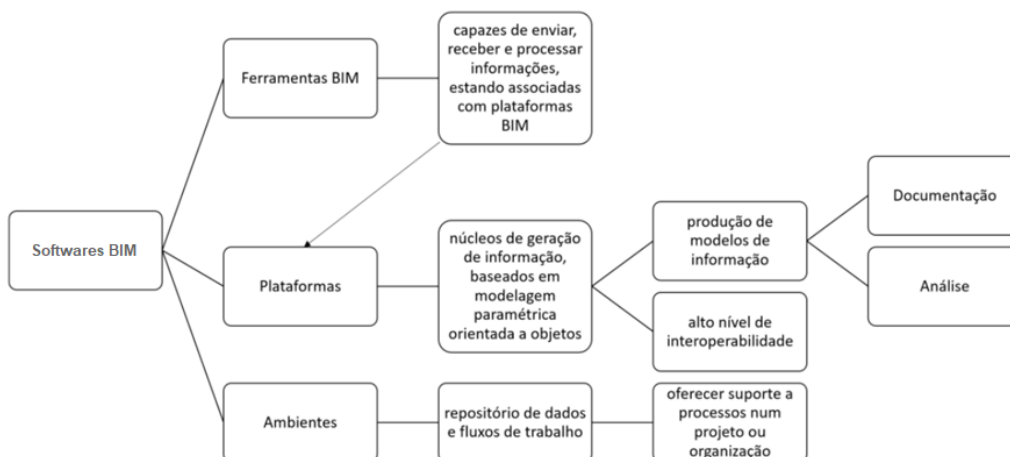 Softwares BIM
Ferramentas BIM
capazes de enviar,
receber e processar
informações,
estando associadas
com plataformas
BIM
Plataformas
núcleos de geração
de informação,
baseados em
modelagem
paramétrica
orientada a objetos
produção de
modelos de
informação
Documentação
Análise
alto nível de
interoperabilidade
Ambientes
repositório de dados
e fluxos de trabalho
oferecer suporte a
processos num
projeto ou
organização